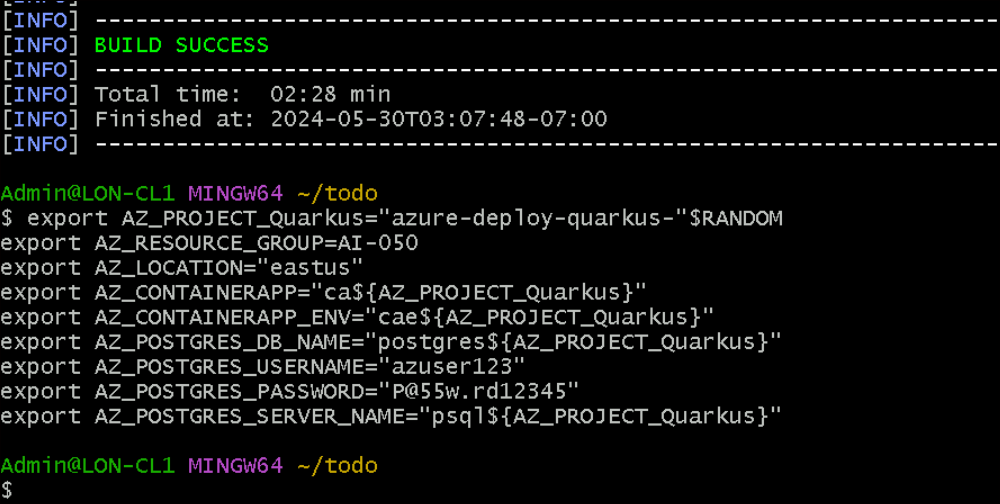 [INFO] ------------------------------------------------------------------------
[INFO] BUILD SUCCESS
[INFO] ------------------------------------------------------------------------
[INFO] Total time:  02:28 min
[INFO] Finished at: 2024-05-30T03:07:48-07:00
[INFO] ------------------------------------------------------------------------
Admin@LON-CL1 MINGW64 ~/todo
$ export AZ_PROJECT_Quarkus="azure-deploy-quarkus-"$RANDOM
export AZ_RESOURCE_GROUP=AI-050
export AZ_LOCATION="eastus"
export AZ_CONTAINERAPP="ca${AZ_PROJECT_Quarkus}"
export AZ_CONTAINERAPP_ENV="cae${AZ_PROJECT_Quarkus}"
export AZ_POSTGRES_DB_NAME="postgres${AZ_PROJECT_Quarkus}"
export AZ_POSTGRES_USERNAME="azuser123"
export AZ_POSTGRES_PASSWORD="P@55w.rd12345"
export AZ_POSTGRES_SERVER_NAME="psql${AZ_PROJECT_Quarkus}"
Admin@LON-CL1 MINGW64 ~/todo
$